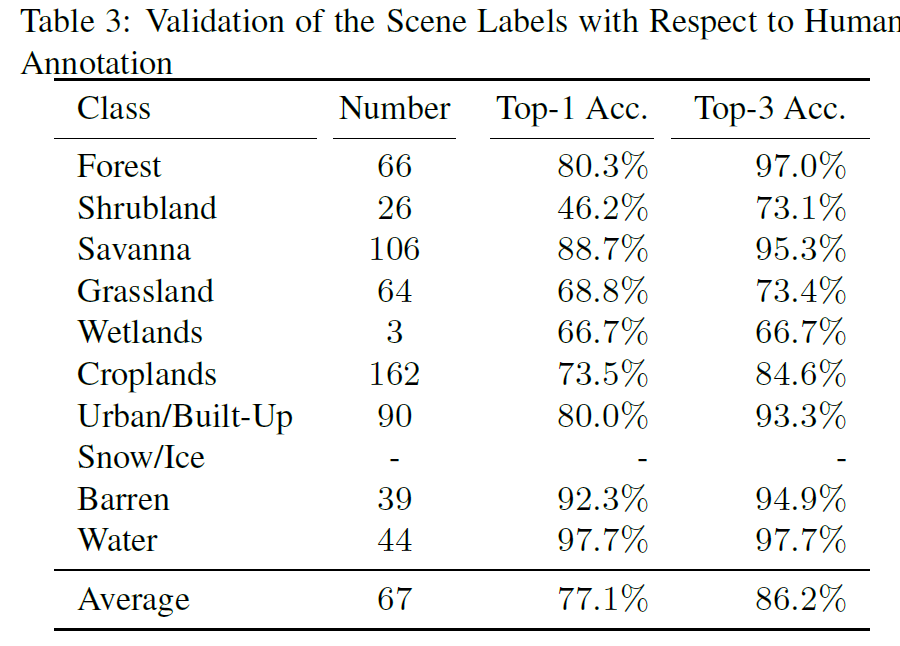 Table 3: Validation of the Scene Labels with Respect to Human
Annotation
Class Number Top-1 Acc. Top-3 Acc.
Forest 66 80.3% 97.0%
Shrubland 26 46.2% 73.1%
Savanna 106 88.7% 95.3%
Grassland 64 68.8% 73.4%
Wetlands 3 66.7% 66.7%
Croplands 162 73.5% 84.6%
Urban/Built-Up 90 80.0% 93.3%
Snow/Ice - - -
Barren 39 92.3% 94.9%
Water 44 97.7% 97.7%
Average 67 77.1% 86.2%